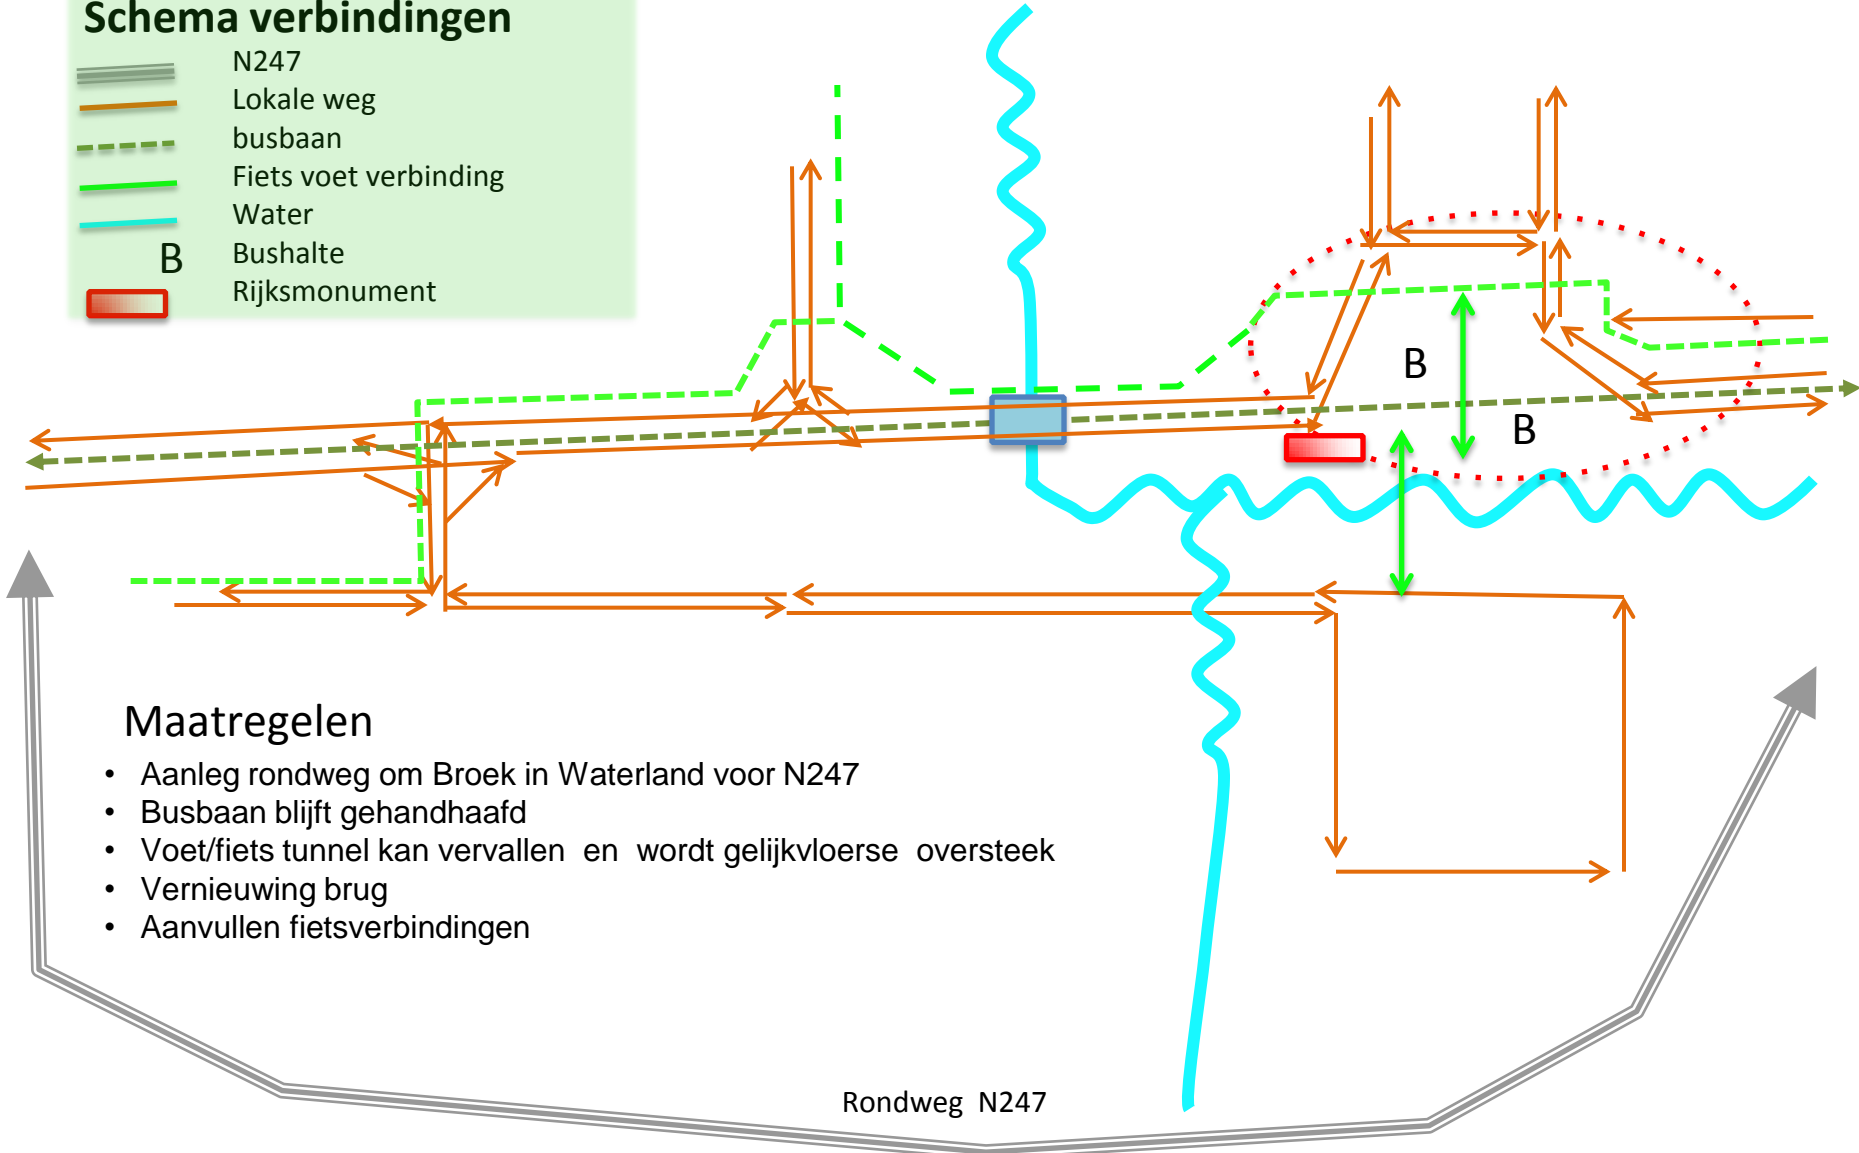 Schema verbindingen
N247
Lokale weg
busbaan
Fiets voet verbinding
Water
B Bushalte
Rijksmonument
B
B
Maatregelen
• Aanleg rondweg om Broek in Waterland voor N247
• Busbaan blijft gehandhaafd
• Voet/fiets tunnel kan vervallen en wordt gelijkvloerse oversteek
• Vernieuwing brug
• Aanvullen fietsverbindingen
Rondweg N247